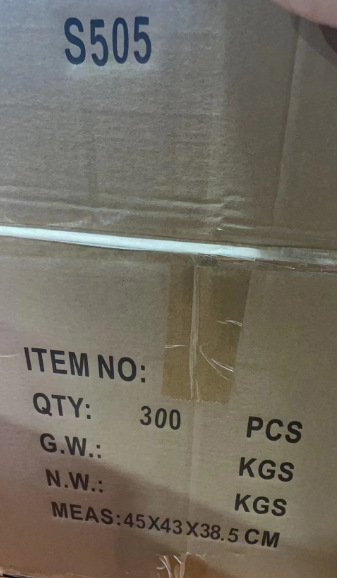 S505
ITEM NO:
QTY: 300 PCS
G.W.: KGS
N.W.: KGS
MEAS:45X43X38.5 CM